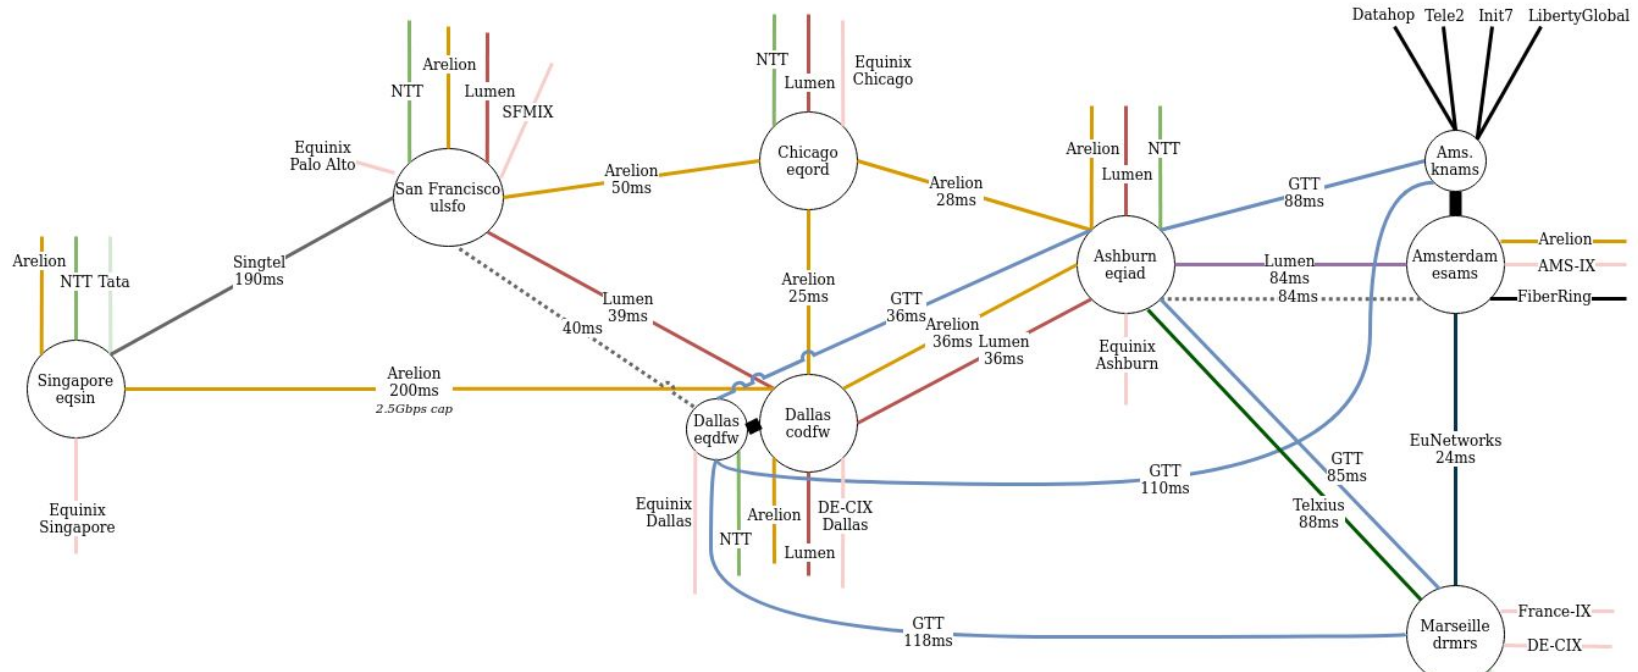 Datahop
Tele2
Init7
LibertyGlobal
NTT
Arelion
Lumen
SFMIX
Equinix
Palo Alto
San Francisco
ulsfo
NTT
Lumen
Equinix
Chicago
Chicago
eqord
Arelion
50ms
Arelion
28ms
Arelion
Lumen
NTT
Ams.
knams
GTT
88ms
Ashburn
eqiad
Lumen
84ms
84ms
Amsterdam
esams
Arelion
AMS-IX
FiberRing
Arelion
NTT
Tata
Singtel
190ms
Lumen
39ms
40ms
Arelion
25ms
GTT
36ms
Arelion
36ms
Lumen
36ms
Equinix
Ashburn
Singapore
eqsin
Arelion
200ms
2.5Gbps cap
Dallas
eqdfw
Dallas
codfw
Equinix
Singapore
Equinix
Dallas
NTT
Arelion
Lumen
DE-CIX
Dallas
GTT
110ms
GTT
85ms
Telxius
88ms
EuNetworks
24ms
GTT
118ms
Marseille
drmrs
France-IX
DE-CIX